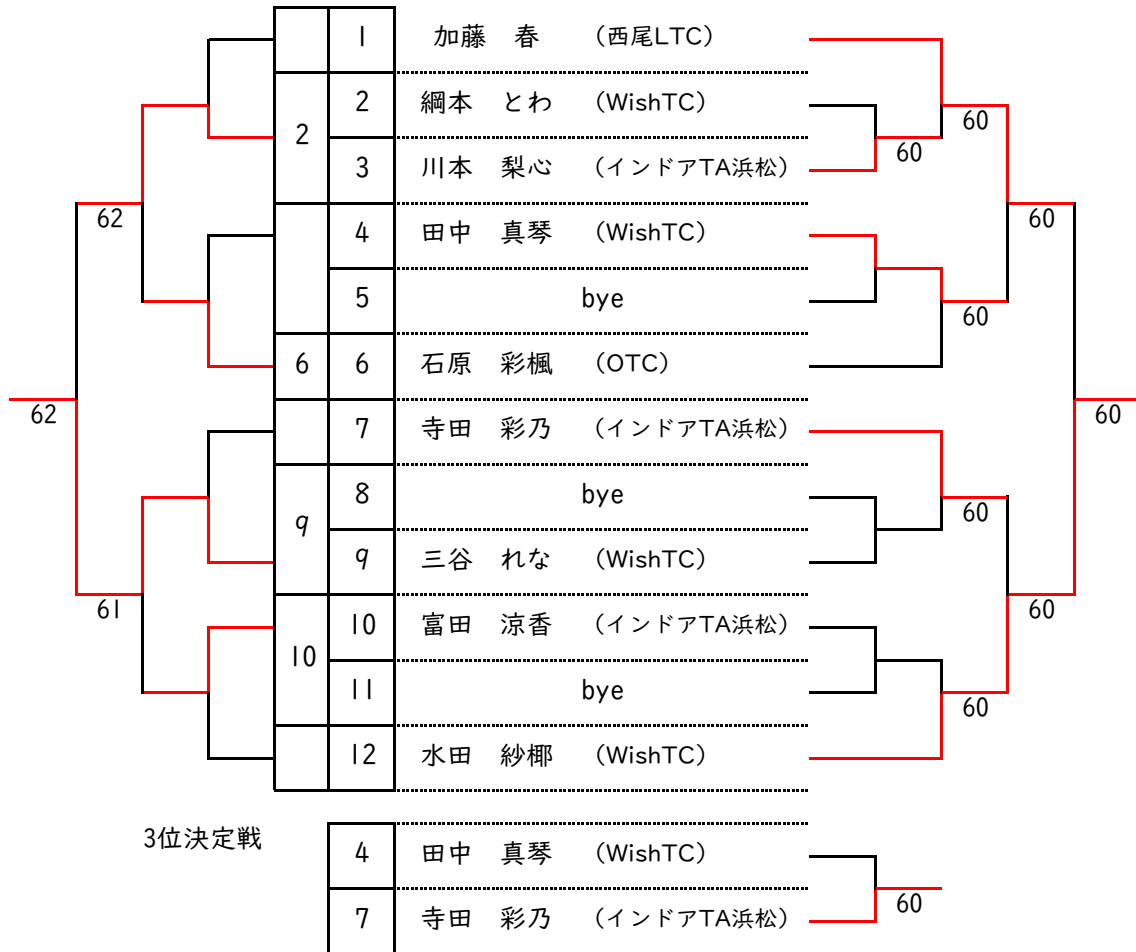 1 加藤 春 (西尾LTC)
2 綱本 とわ (WishTC) 60
2
3 川本 梨心 (インドアTA浜松) 60
62 4 田中 真琴 (WishTC) 60
5 bye
60
6 6 石原 彩楓 (OTC)
62 7 寺田 彩乃 (インドアTA浜松) 60
8 bye
9 60
9 三谷 れな (WishTC)
61 10 富田 涼香 (インドアTA浜松) 60
10
11 bye
60
12 水田 紗椰 (WishTC)
3位決定戦
4 田中 真琴 (WishTC)
7 寺田 彩乃 (インドアTA浜松) 60